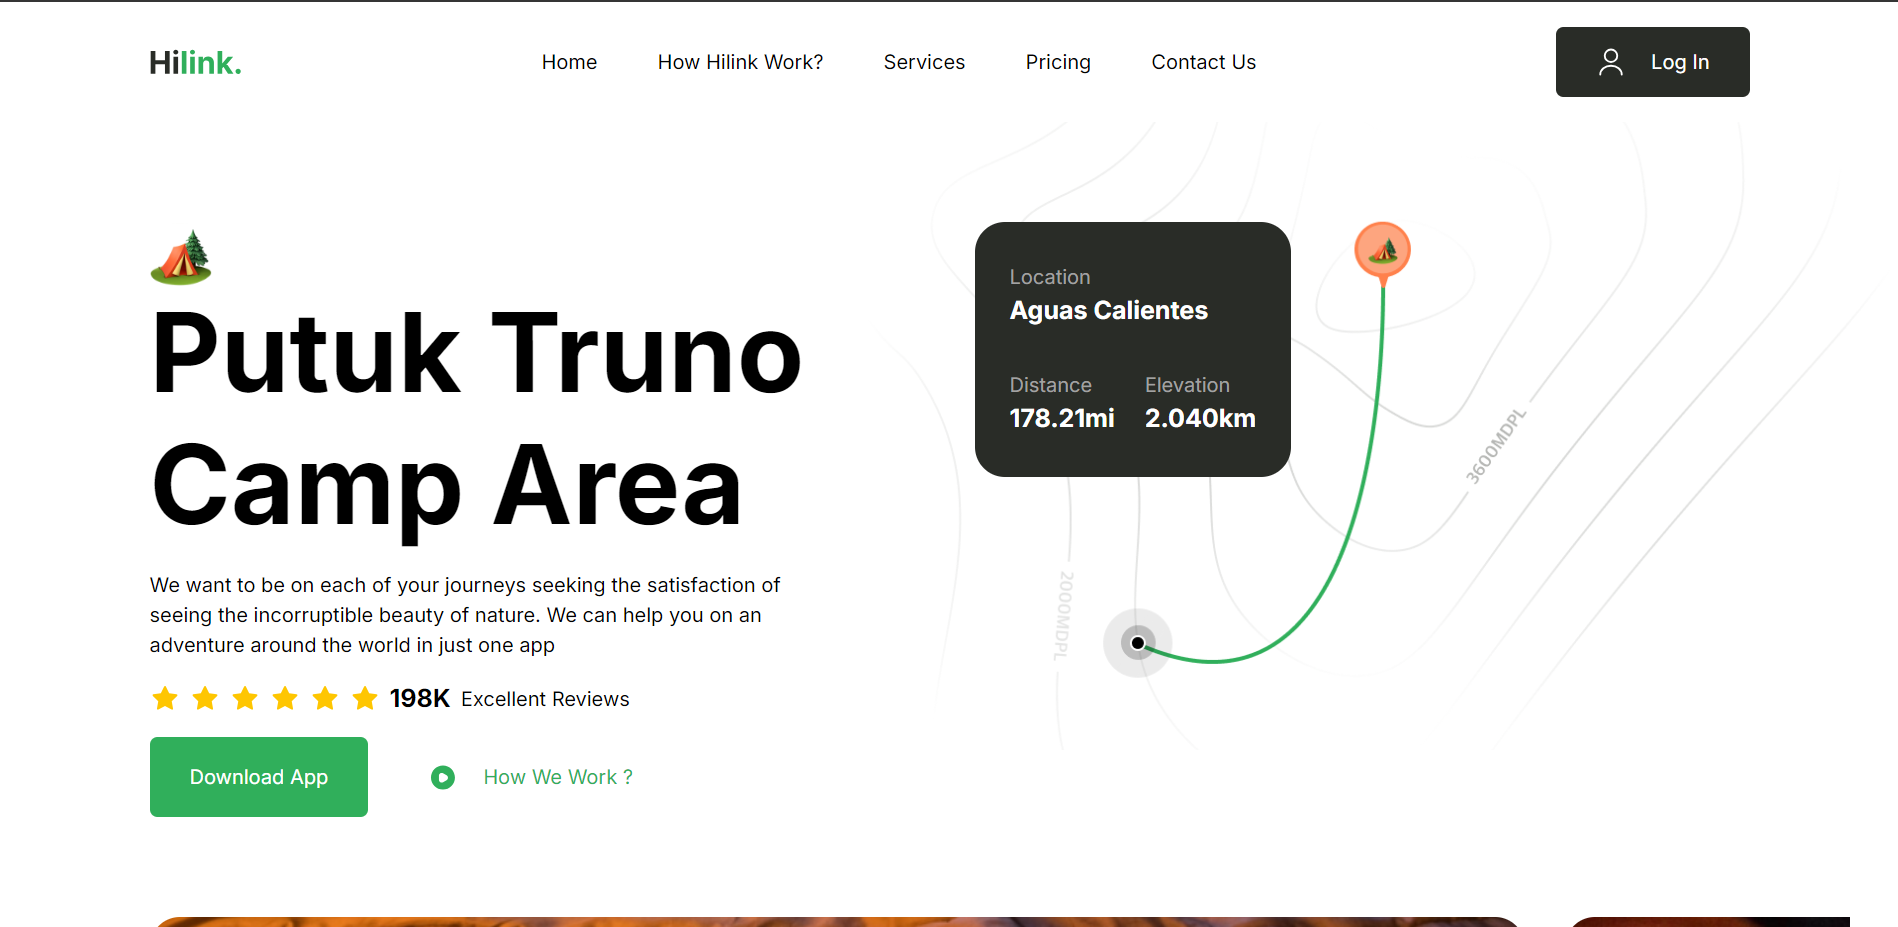 Hilink.
Home
How Hilink Work?
Services
Pricing
Contact Us
Log In
Putuk Truno
Camp Area
We want to be on each of your journeys seeking the satisfaction of
seeing the incorruptible beauty of nature. We can help you on an
adventure around the world in just one app
198K Excellent Reviews
Download App
How We Work ?
Location
Aguas Calientes
Distance
178.21mi
Elevation
2.040km
3600MDPL
2000MDPL